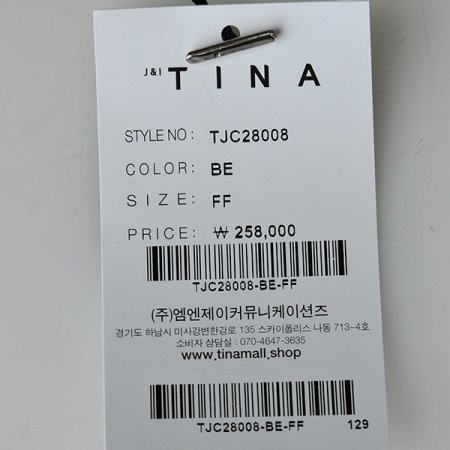 J&I TINA
STYLE NO: TJC28008
COLOR: BE
SIZE: FF
PRICE: ₩ 258,000
TJC28008-BE-FF
(주)엠엔제이커뮤니케이션즈
경기도 하남시 미사강변한강로 135 스카이폴리스 나동 713-4호
소비자 상담실 : 070-4647-3635
www.tinamall.shop
TJC28008-BE-FF 129